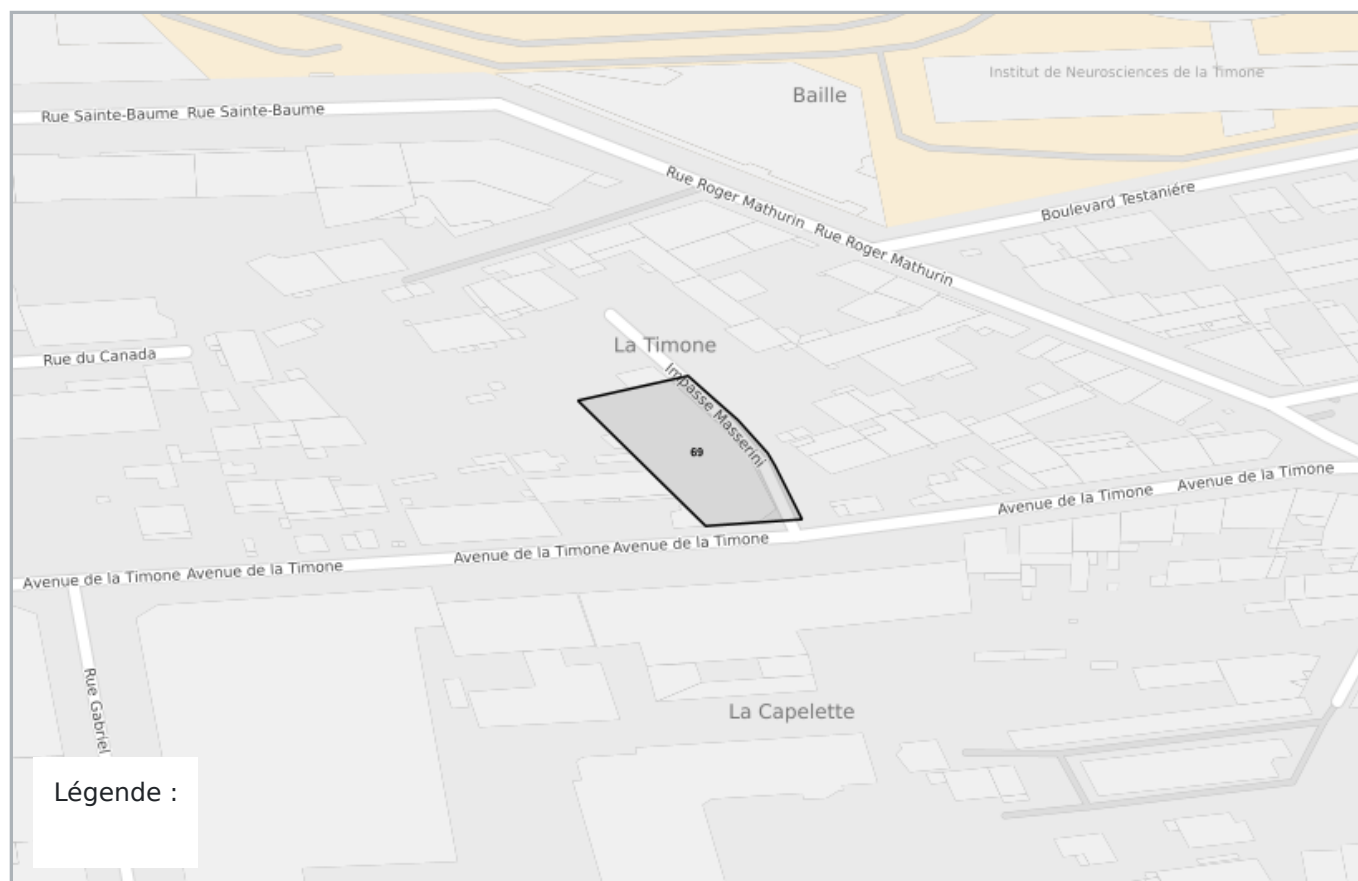 Institut de Neurosciences de la Timone
Baille
Rue Sainte-Baume Rue Sainte-Baume
Rue Roger Mathurin Rue Roger Mathurin
Boulevard Testaniére
La Timone
Rue du Canada
Impasse Masserini
69
Avenue de la Timone Avenue de la Timone
Avenue de la Timone Avenue de la Timone
Avenue de la Timone Avenue de la Timone
Rue Gabriel
La Capelette
Légende :